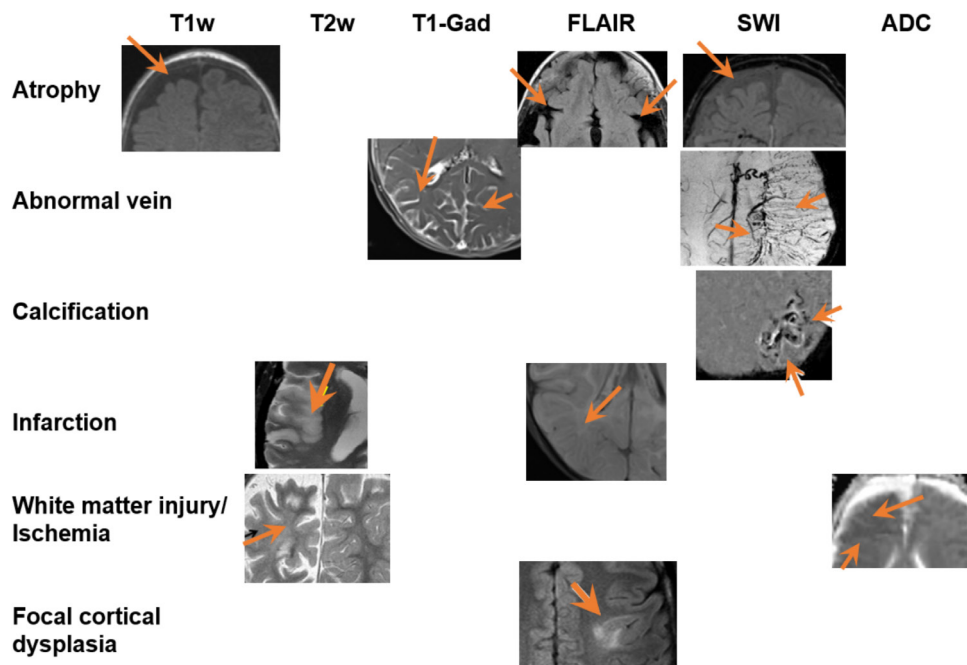 T1w T2w T1-Gad FLAIR SWI ADC
Atrophy
Abnormal vein
Calcification
Infarction
White matter injury/
Ischemia
Focal cortical
dysplasia